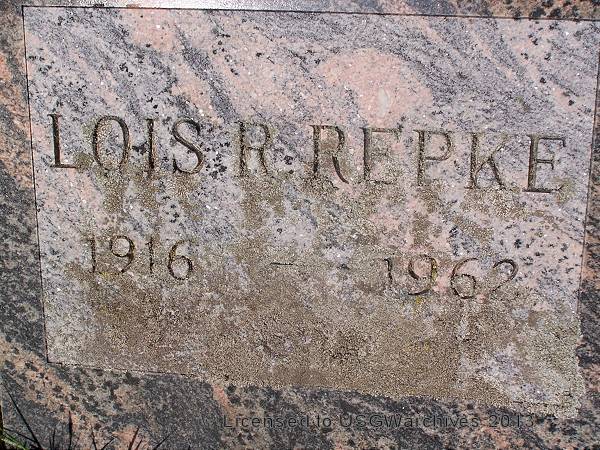 LOIS R. REPKE
1916 - 1962
Licensed to USGWarchives 2013